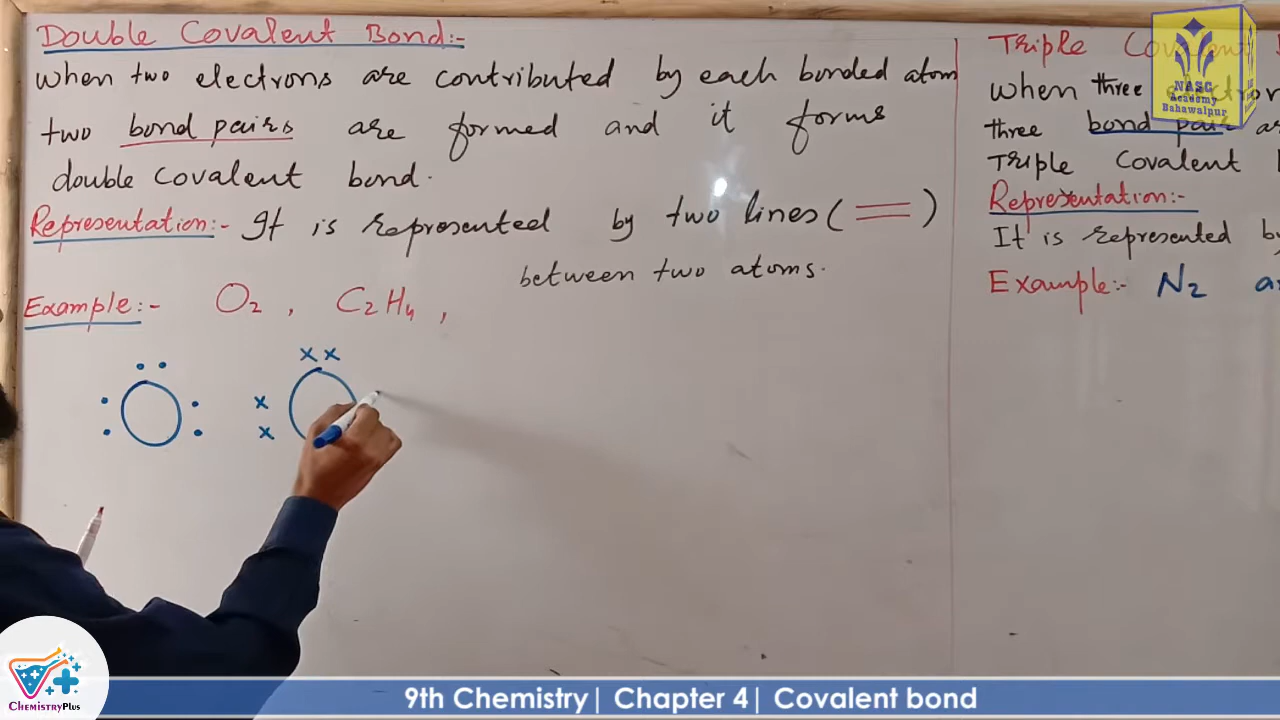 Double Covalent Bond:-
when two electrons are contributed by each bonded atom
two bond pairs are formed and it forms
double covalent bond.
Representation:- It is represented by two lines (=)
between two atoms.
Example:- O2 , C2H4 ,
Triple
when three
three bond pair
Triple Covalent
Representation:-
It is represented by
Example:- N2
NASC
Academy
Bahawalpur
ChemistryPlus
9th Chemistry| Chapter 4| Covalent bond